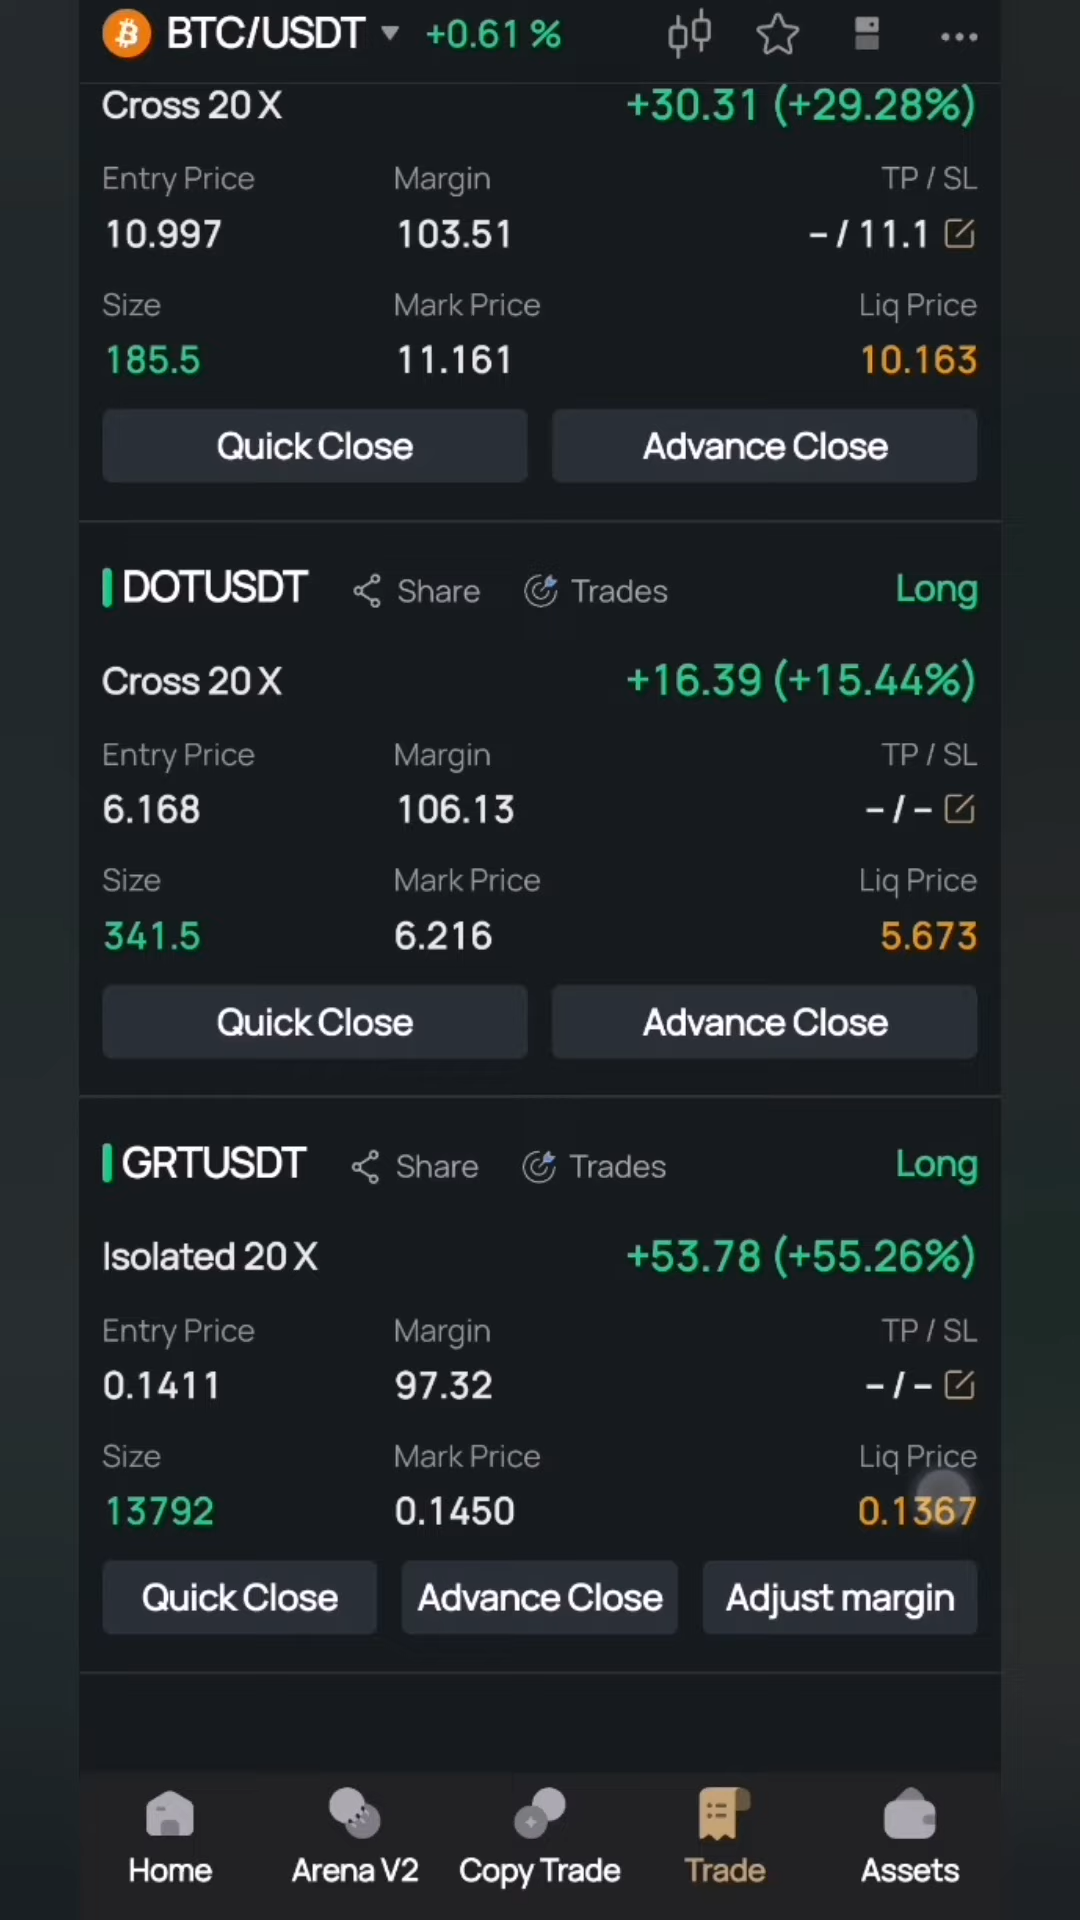 BTC/USDT +0.61 %
Cross 20 X +30.31 (+29.28%)
Entry Price Margin TP / SL
10.997 103.51 – / 11.1
Size Mark Price Liq Price
185.5 11.161 10.163
Quick Close Advance Close
DOTUSDT Share Trades Long
Cross 20 X +16.39 (+15.44%)
Entry Price Margin TP / SL
6.168 106.13 – / –
Size Mark Price Liq Price
341.5 6.216 5.673
Quick Close Advance Close
GRTUSDT Share Trades Long
Isolated 20 X +53.78 (+55.26%)
Entry Price Margin TP / SL
0.1411 97.32 – / –
Size Mark Price Liq Price
13792 0.1450 0.1367
Quick Close Advance Close Adjust margin
Home Arena V2 Copy Trade Trade Assets